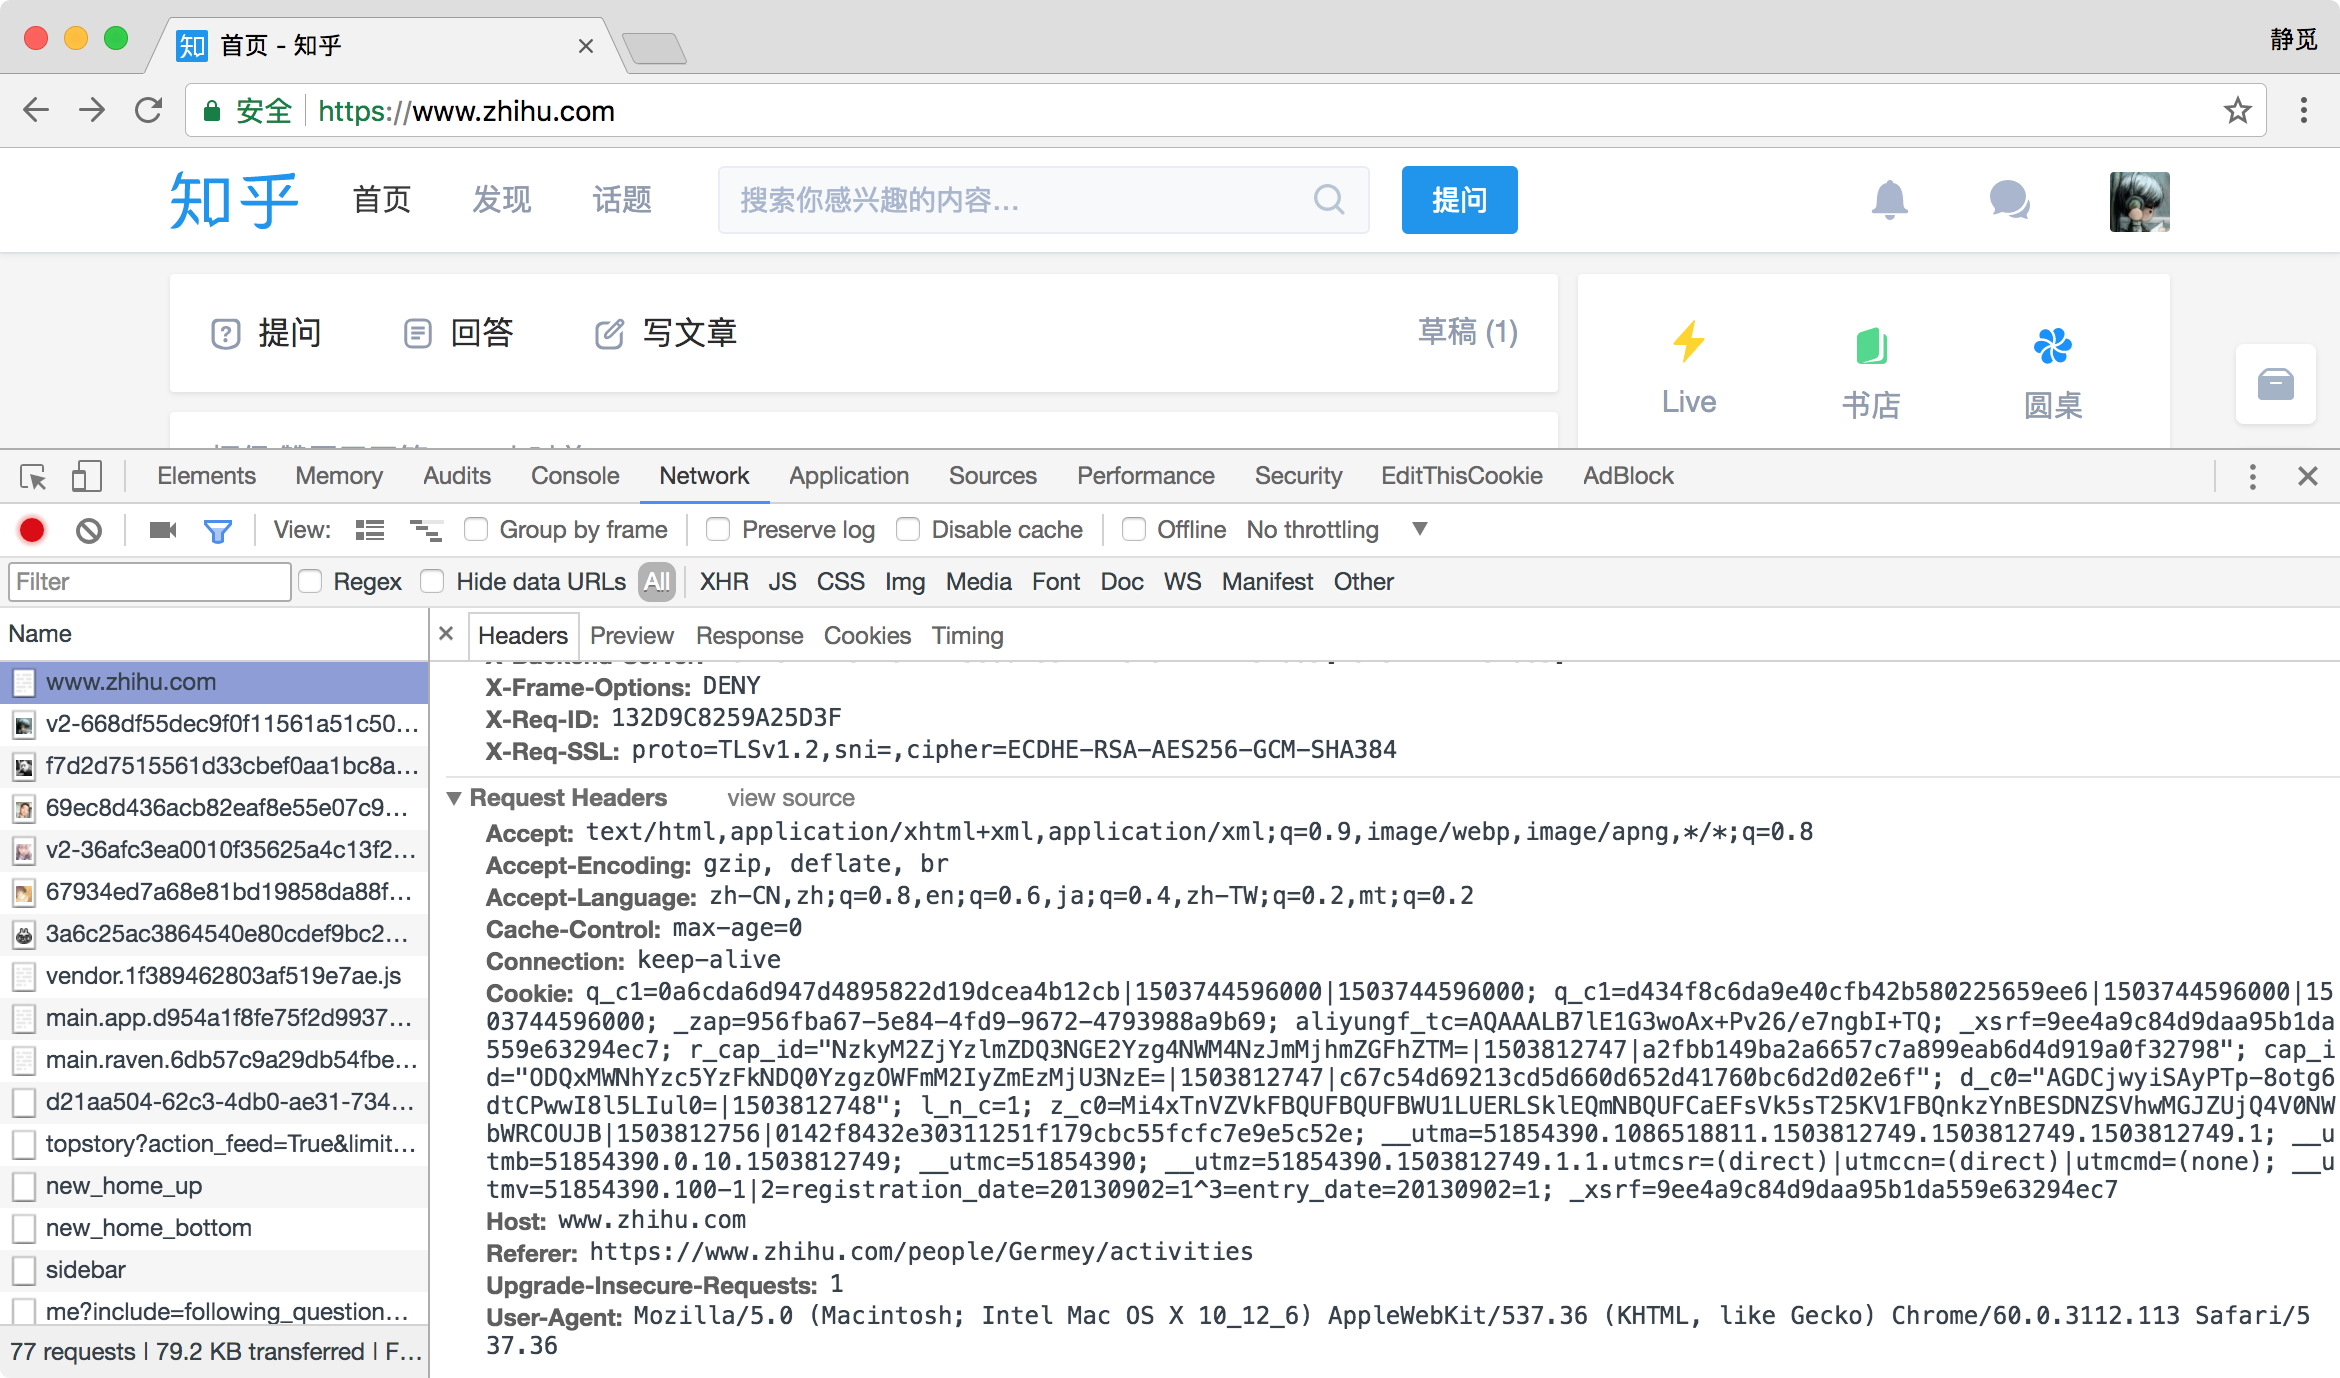 首页 - 知乎
静觅
安全 https://www.zhihu.com
知乎 首页 发现 话题 搜索你感兴趣的内容... 提问
提问 回答 写文章 草稿 (1)
Live 书店 圆桌
Elements Memory Audits Console Network Application Sources Performance Security EditThisCookie AdBlock
View: Group by frame Preserve log Disable cache Offline No throttling
Filter Regex Hide data URLs All XHR JS CSS Img Media Font Doc WS Manifest Other
Name
www.zhihu.com
v2-668df55dec9f0f11561a51c50...
f7d2d7515561d33cbef0aa1bc8a...
69ec8d436acb82eaf8e55e07c9...
v2-36afc3ea0010f35625a4c13f2...
67934ed7a68e81bd19858da88f...
3a6c25ac3864540e80cdef9bc2...
vendor.1f389462803af519e7ae.js
main.app.d954a1f8fe75f2d9937...
main.raven.6db57c9a29db54fbe...
d21aa504-62c3-4db0-ae31-734...
topstory?action_feed=True&limit...
new_home_up
new_home_bottom
sidebar
me?include=following_question...
77 requests | 79.2 KB transferred | F...
Headers Preview Response Cookies Timing
X-Frame-Options: DENY
X-Req-ID: 132D9C8259A25D3F
X-Req-SSL: proto=TLSv1.2,sni=,cipher=ECDHE-RSA-AES256-GCM-SHA384
Request Headers view source
Accept: text/html,application/xhtml+xml,application/xml;q=0.9,image/webp,image/apng,*/*;q=0.8
Accept-Encoding: gzip, deflate, br
Accept-Language: zh-CN,zh;q=0.8,en;q=0.6,ja;q=0.4,zh-TW;q=0.2,mt;q=0.2
Cache-Control: max-age=0
Connection: keep-alive
Cookie: q_c1=0a6cda6d947d4895822d19dcea4b12cb|1503744596000|1503744596000; q_c1=d434f8c6da9e40cfb42b580225659ee6|1503744596000|15
03744596000; _zap=956fba67-5e84-4fd9-9672-4793988a9b69; aliyungf_tc=AQAAALB7lE1G3woAx+Pv26/e7ngbI+TQ; _xsrf=9ee4a9c84d9daa95b1da
559e63294ec7; r_cap_id="NzkyM2ZjYzlmZDQ3NGE2Yzg4NWM4NzJmMjhmZGFhZTM=|1503812747|a2fbb149ba2a6657c7a899eab6d4d919a0f32798"; cap_i
d="ODQxMWNhYzc5YzFkNDQ0YzgzOWFmM2IyZmEzMjU3NzE=|1503812747|c67c54d69213cd5d660d652d41760bc6d2d02e6f"; d_c0="AGDCjwyiSAyPTp-8otg6
dtCPwwI8l5LIul0=|1503812748"; l_n_c=1; z_c0=Mi4xTnVZVkFBQUFBQUFBWU1LUERLSklEQmNBQUFCaEFsVk5sT25KV1FBQnkzYnBESDNZSVhwMGJZUjQ4V0NW
bWRCOUJB|1503812756|0142f8432e30311251f179cbc55fcfc7e9e5c52e; __utma=51854390.1086518811.1503812749.1503812749.1503812749.1; __u
tmb=51854390.0.10.1503812749; __utmc=51854390; __utmz=51854390.1503812749.1.1.utmcsr=(direct)|utmccn=(direct)|utmcmd=(none); __u
tmv=51854390.100-1|2=registration_date=20130902=1^3=entry_date=20130902=1; _xsrf=9ee4a9c84d9daa95b1da559e63294ec7
Host: www.zhihu.com
Referer: https://www.zhihu.com/people/Germey/activities
Upgrade-Insecure-Requests: 1
User-Agent: Mozilla/5.0 (Macintosh; Intel Mac OS X 10_12_6) AppleWebKit/537.36 (KHTML, like Gecko) Chrome/60.0.3112.113 Safari/5
37.36